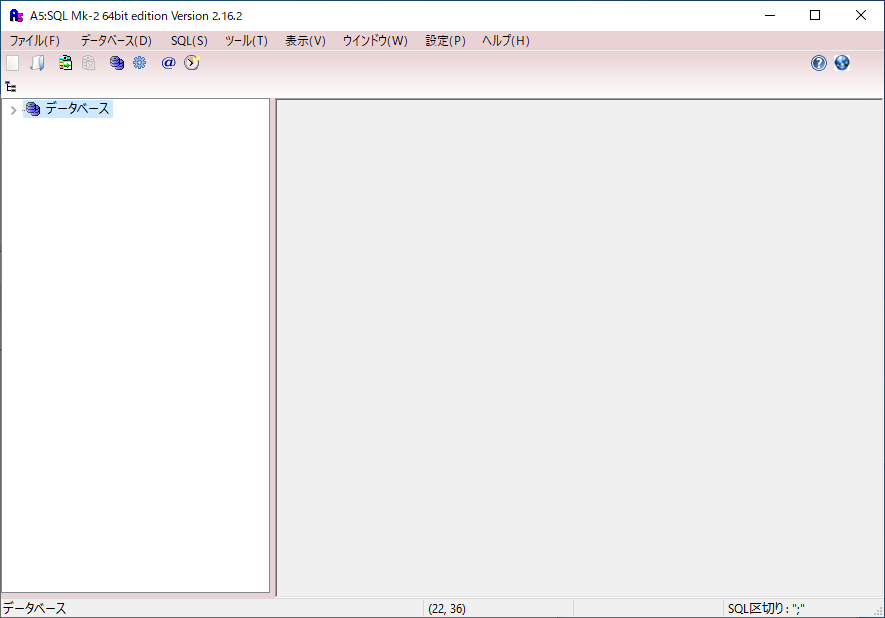 A5:SQL Mk-2 64bit edition Version 2.16.2
ファイル(F) データベース(D) SQL(S) ツール(T) 表示(V) ウインドウ(W) 設定(P) ヘルプ(H)
データベース
データベース (22, 36) SQL区切り: ";"